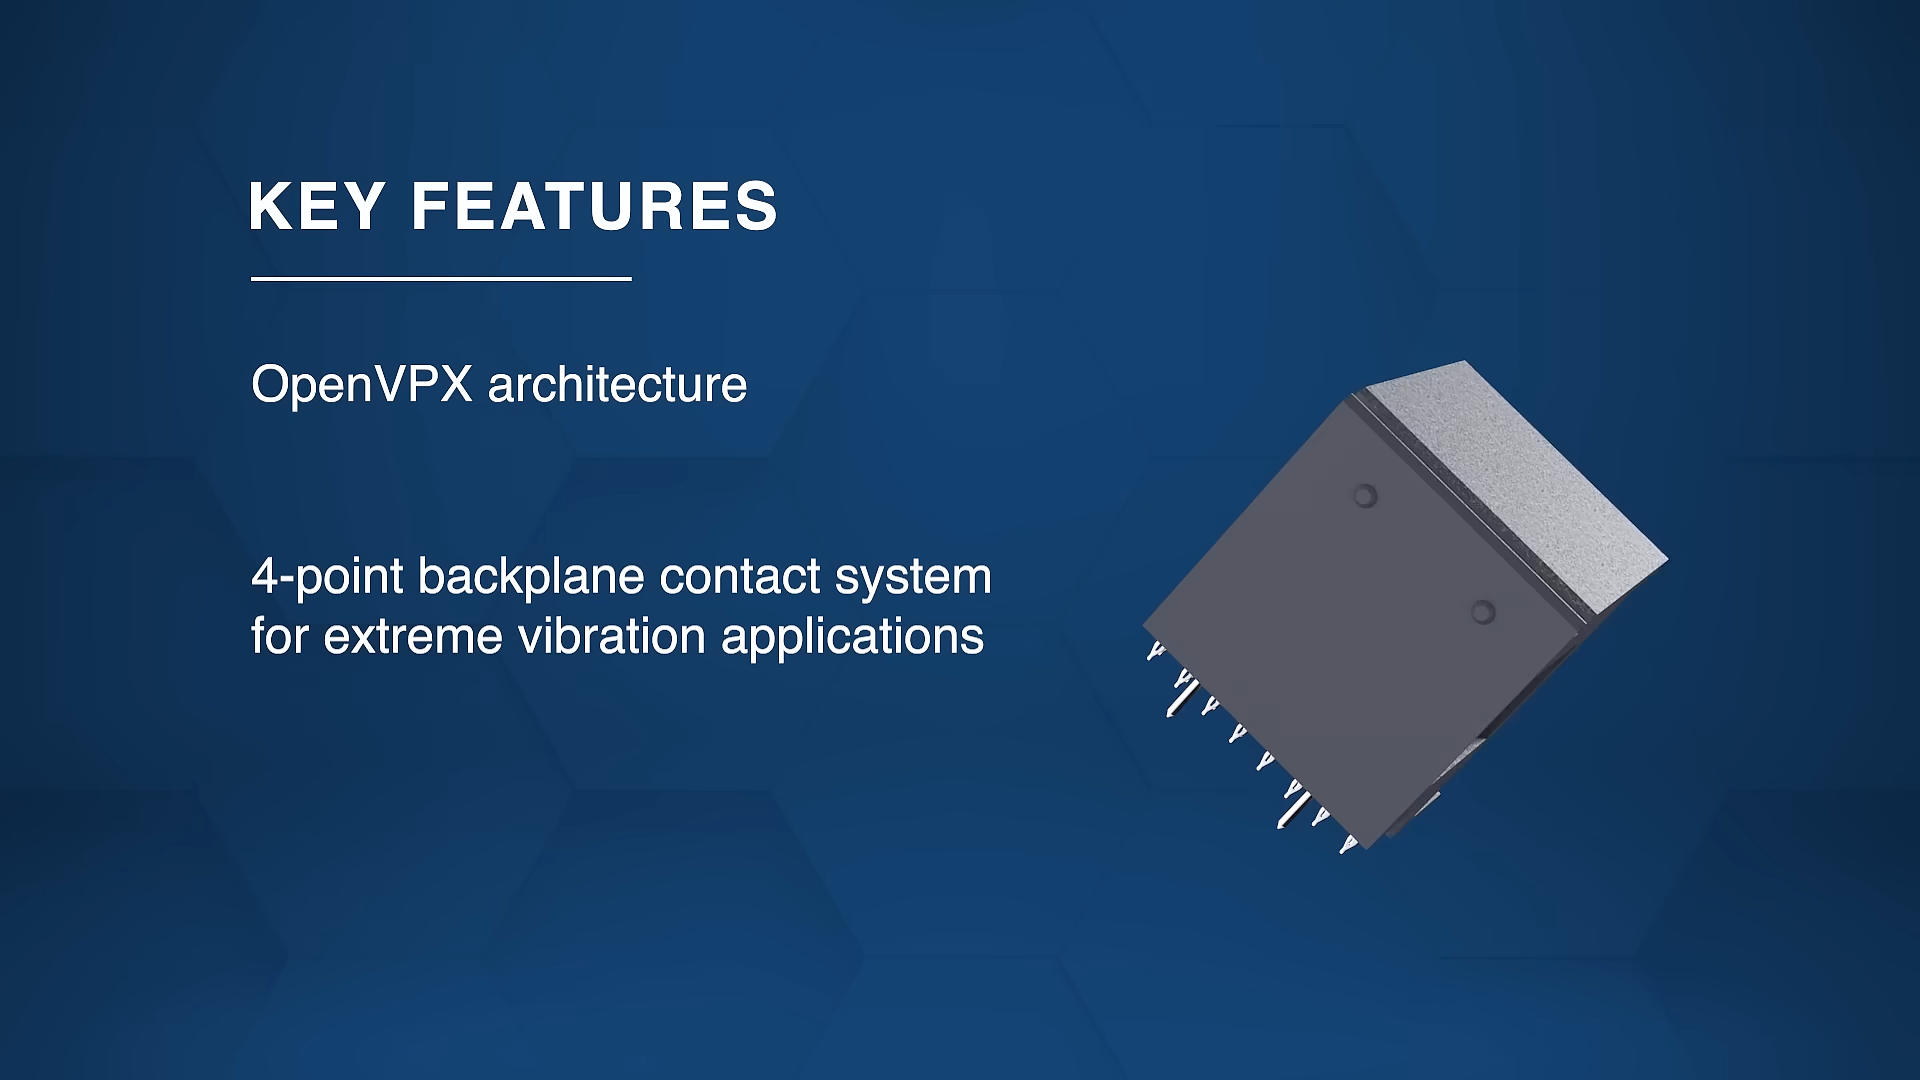 KEY FEATURES
OpenVPX architecture
4-point backplane contact system
for extreme vibration applications